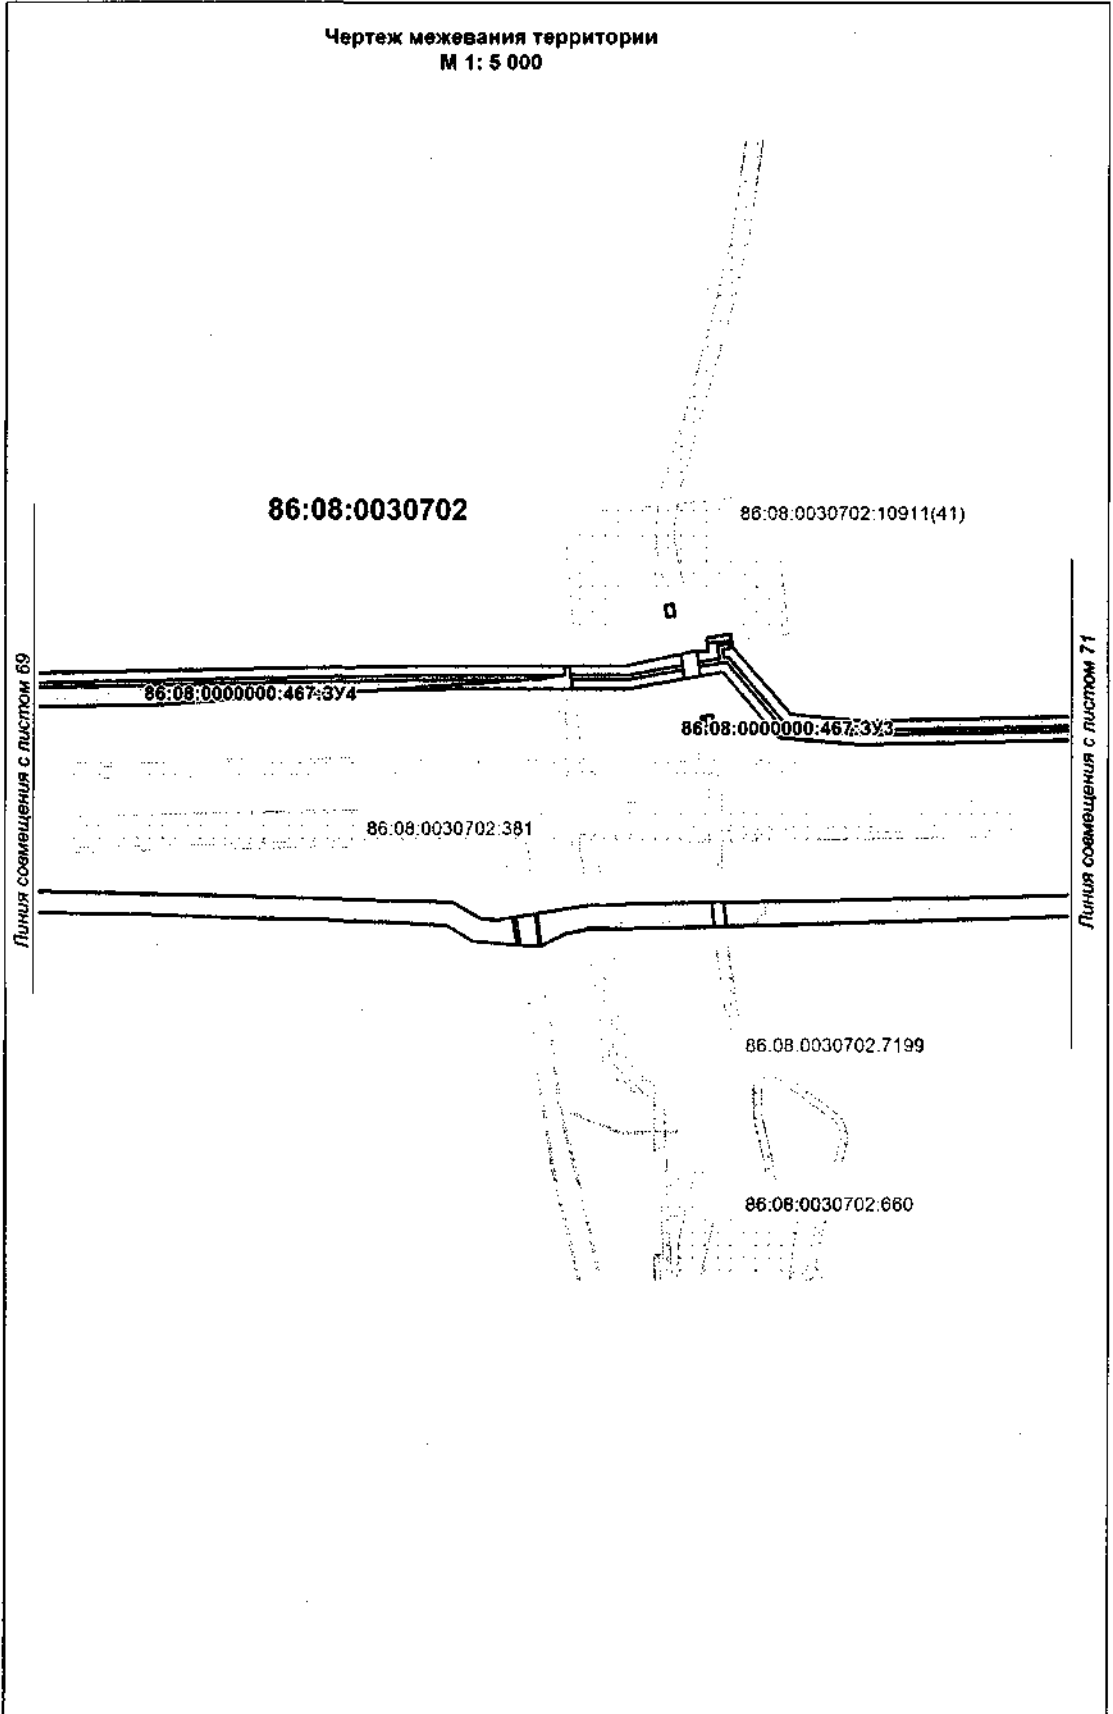 Чертеж межевания территории
М 1: 5 000
86:08:0030702
86:08:0030702:10911(41)
Линия совмещения с листом 69
86:08:0000000:467:ЗУ4
86:08:0000000:467:ЗУ3
Линия совмещения с листом 71
86:08:0030702:381
86:08:0030702:7199
86:08:0030702:660